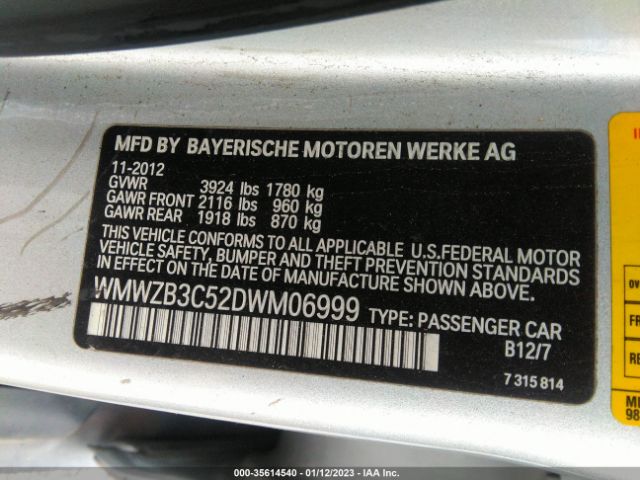 MFD BY BAYERISCHE MOTOREN WERKE AG
11-2012
GVWR 3924 lbs 1780 kg
GAWR FRONT 2116 lbs 960 kg
GAWR REAR 1918 lbs 870 kg
THIS VEHICLE CONFORMS TO ALL APPLICABLE U.S.FEDERAL MOTOR
VEHICLE SAFETY, BUMPER AND THEFT PREVENTION STANDARDS
IN EFFECT ON THE DATE OF MANUFACTURE SHOWN ABOVE.
WMWZB3C52DWM06999 TYPE: PASSENGER CAR
B12/7
7 315 814
FR
RE
98
000-35614540 - 01/12/2023 - IAA Inc.